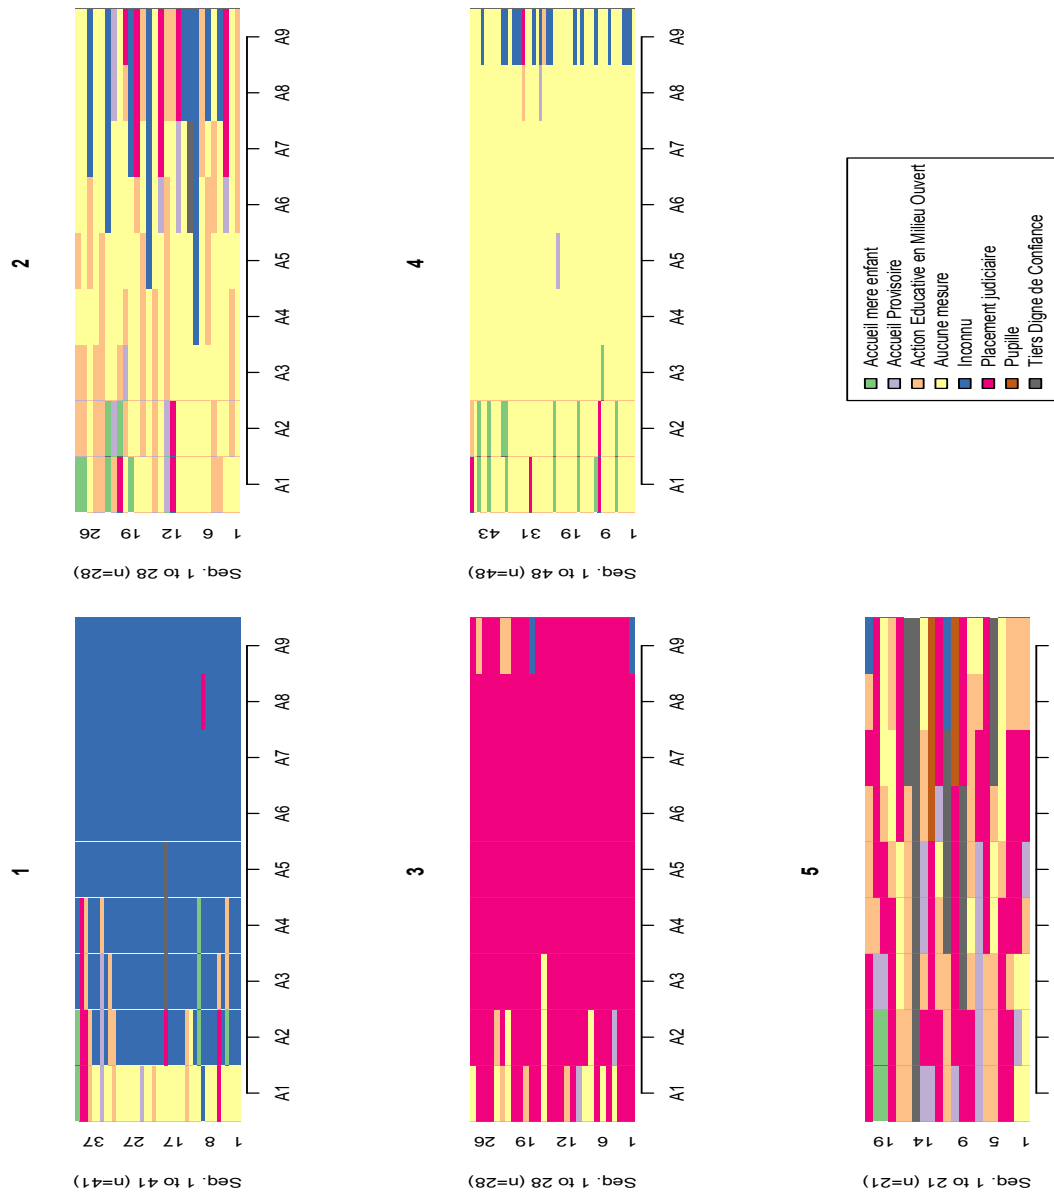 1
Seq. 1 to 41 (n=41)
1 8 17 27 37
A1 A2 A3 A4 A5 A6 A7 A8 A9
2
Seq. 1 to 28 (n=28)
1 6 12 19 26
A1 A2 A3 A4 A5 A6 A7 A8 A9
3
Seq. 1 to 28 (n=28)
1 6 12 19 26
A1 A2 A3 A4 A5 A6 A7 A8 A9
4
Seq. 1 to 48 (n=48)
1 9 19 31 43
A1 A2 A3 A4 A5 A6 A7 A8 A9
5
Seq. 1 to 21 (n=21)
1 5 9 14 19
Accueil mere enfant
Accueil Provisoire
Action Educative en Milieu Ouvert
Aucune mesure
Inconnu
Placement judiciaire
Pupille
Tiers Digne de Confiance